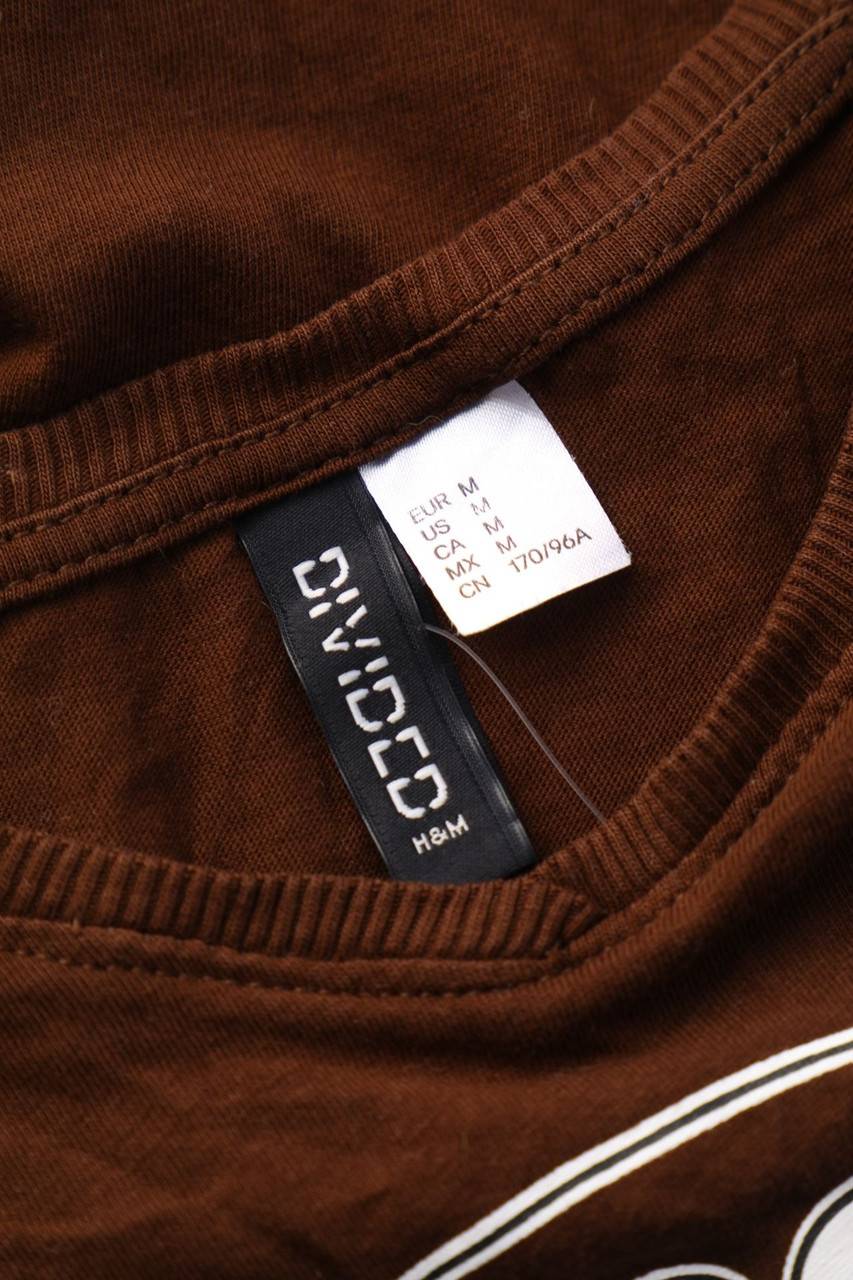 EUR M
US M
CA M
MX M
CN 170/96A
DIVIDED
H&M